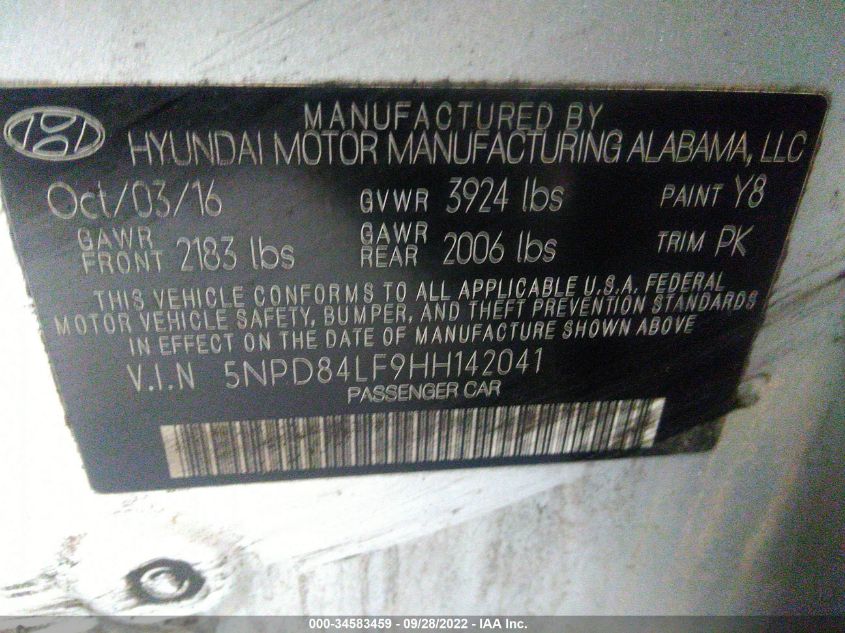 MANUFACTURED BY
HYUNDAI MOTOR MANUFACTURING ALABAMA, LLC
Oct/03/16 GVWR 3924 lbs PAINT Y8
GAWR FRONT 2183 lbs GAWR REAR 2006 lbs TRIM PK
THIS VEHICLE CONFORMS TO ALL APPLICABLE U.S.A. FEDERAL
MOTOR VEHICLE SAFETY, BUMPER, AND THEFT PREVENTION STANDARDS
IN EFFECT ON THE DATE OF MANUFACTURE SHOWN ABOVE.
V.I.N 5NPD84LF9HH142041
PASSENGER CAR
000-34583459 - 09/28/2022 - IAA Inc.